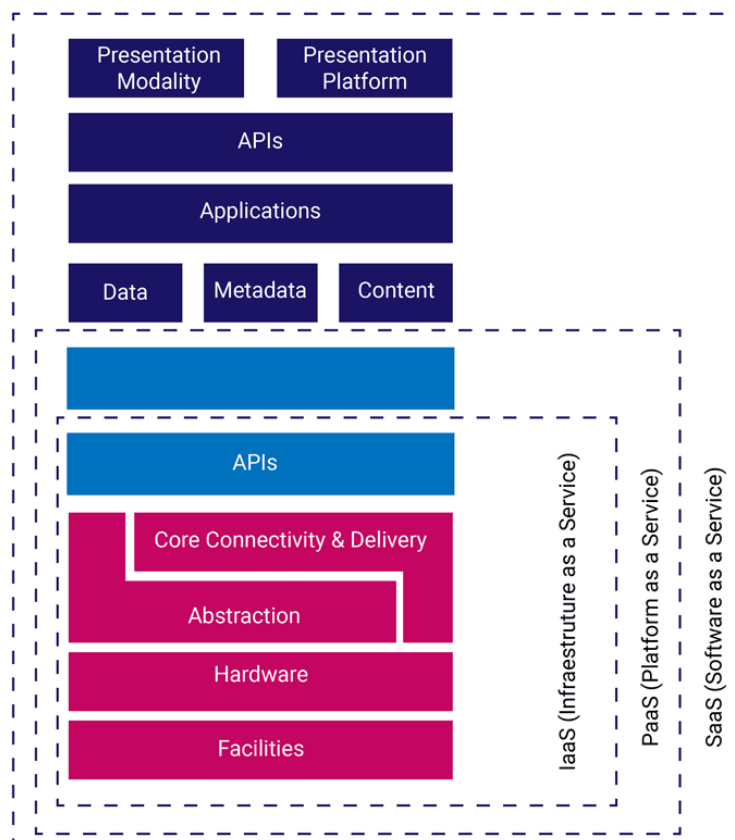 Presentation
Modality
Presentation
Platform
APIs
Applications
Data
Metadata
Content
APIs
Core Connectivity & Delivery
Abstraction
Hardware
Facilities
IaaS (Infraestruture as a Service)
PaaS (Platform as a Service)
SaaS (Software as a Service)